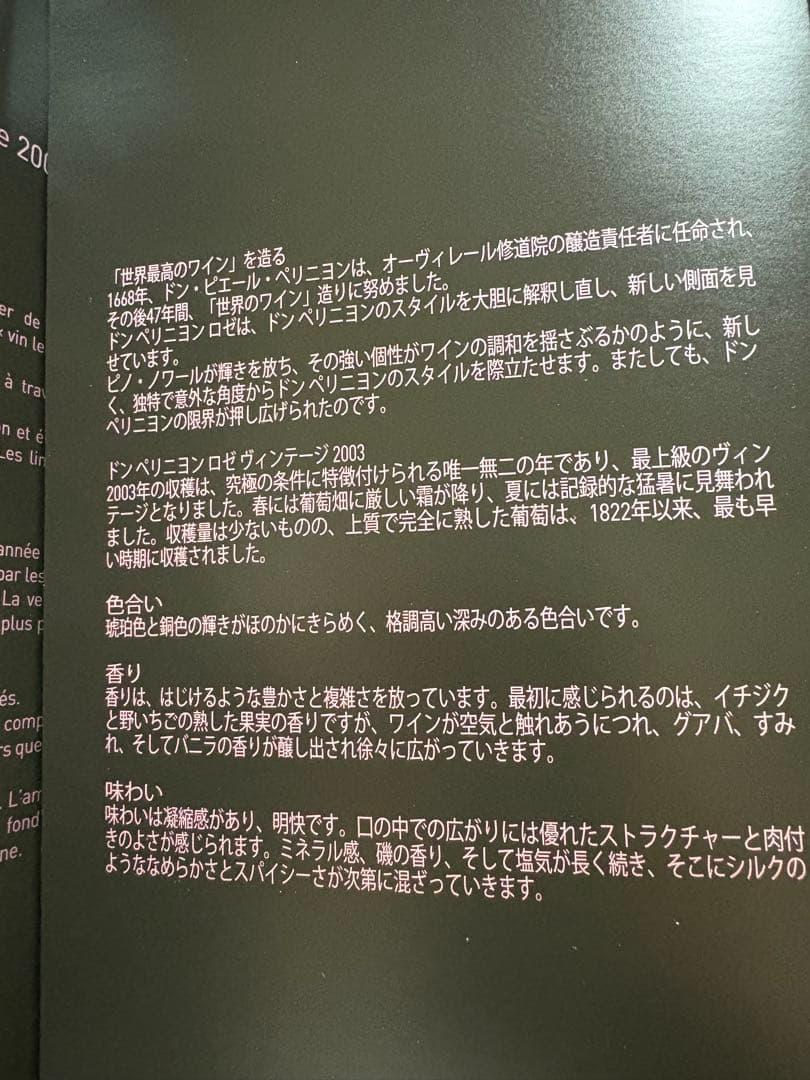 e 200
er de
« vin le
à trav
n et é
Les lin
année
par les
La ve
plus p
és.
comp
rs que
L'am
fond
ne.
「世界最高のワイン」を造る
1668年、ドン・ピエール・ペリニヨンは、オーヴィレール修道院の醸造責任者に任命され、
その後47年間、「世界のワイン」造りに努めました。
ドン ペリニヨン ロゼは、ドン ペリニヨンのスタイルを大胆に解釈し直し、新しい側面を見
せています。
ピノ・ノワールが輝きを放ち、その強い個性がワインの調和を揺さぶるかのように、新し
く、独特で意外な角度からドン ペリニヨンのスタイルを際立たせます。またしても、ドン
ペリニヨンの限界が押し広げられたのです。
ドン ペリニヨン ロゼ ヴィンテージ 2003
2003年の収穫は、究極の条件に特徴付けられる唯一無二の年であり、最上級のヴィン
テージとなりました。春には葡萄畑に厳しい霜が降り、夏には記録的な猛暑に見舞われ
ました。収穫量は少ないものの、上質で完全に熟した葡萄は、1822年以来、最も早
い時期に収穫されました。
色合い
琥珀色と銅色の輝きがほのかにきらめく、格調高い深みのある色合いです。
香り
香りは、はじけるような豊かさと複雑さを放っています。最初に感じられるのは、イチジク
と野いちごの熟した果実の香りですが、ワインが空気と触れあうにつれ、グアバ、すみ
れ、そしてバニラの香りが醸し出され徐々に広がっていきます。
味わい
味わいは凝縮感があり、明快です。口の中での広がりには優れたストラクチャーと肉付
きのよさが感じられます。ミネラル感、磯の香り、そして塩気が長く続き、そこにシルクの
ようななめらかさとスパイシーさが次第に混ざっていきます。